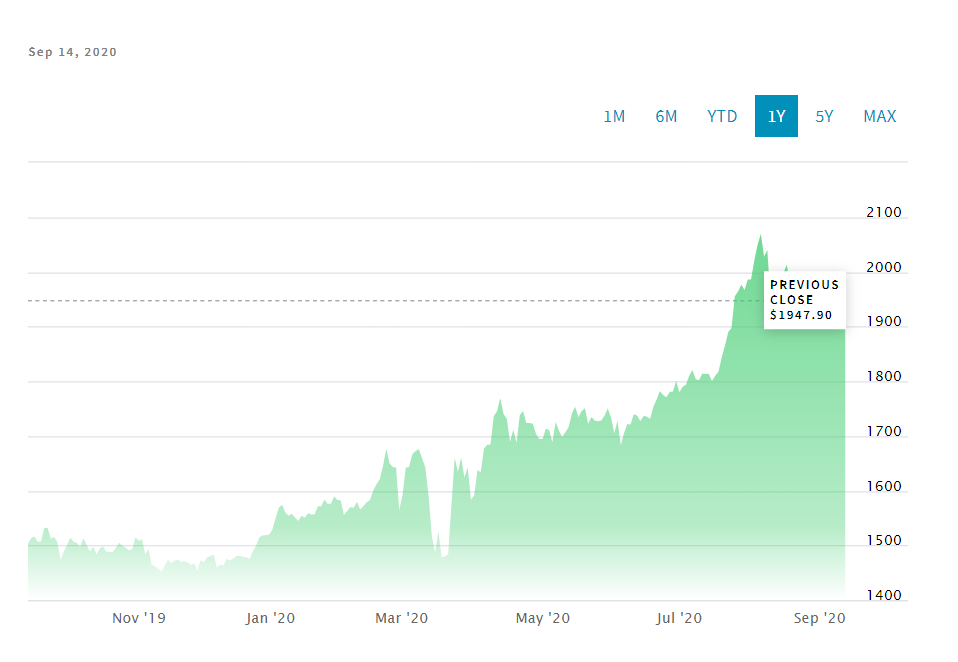 Sep 14, 2020
1M 6M YTD 1Y 5Y MAX
2100
2000
PREVIOUS
CLOSE
$1947.90
1900
1800
1700
1600
1500
1400
Nov '19 Jan '20 Mar '20 May '20 Jul '20 Sep '20